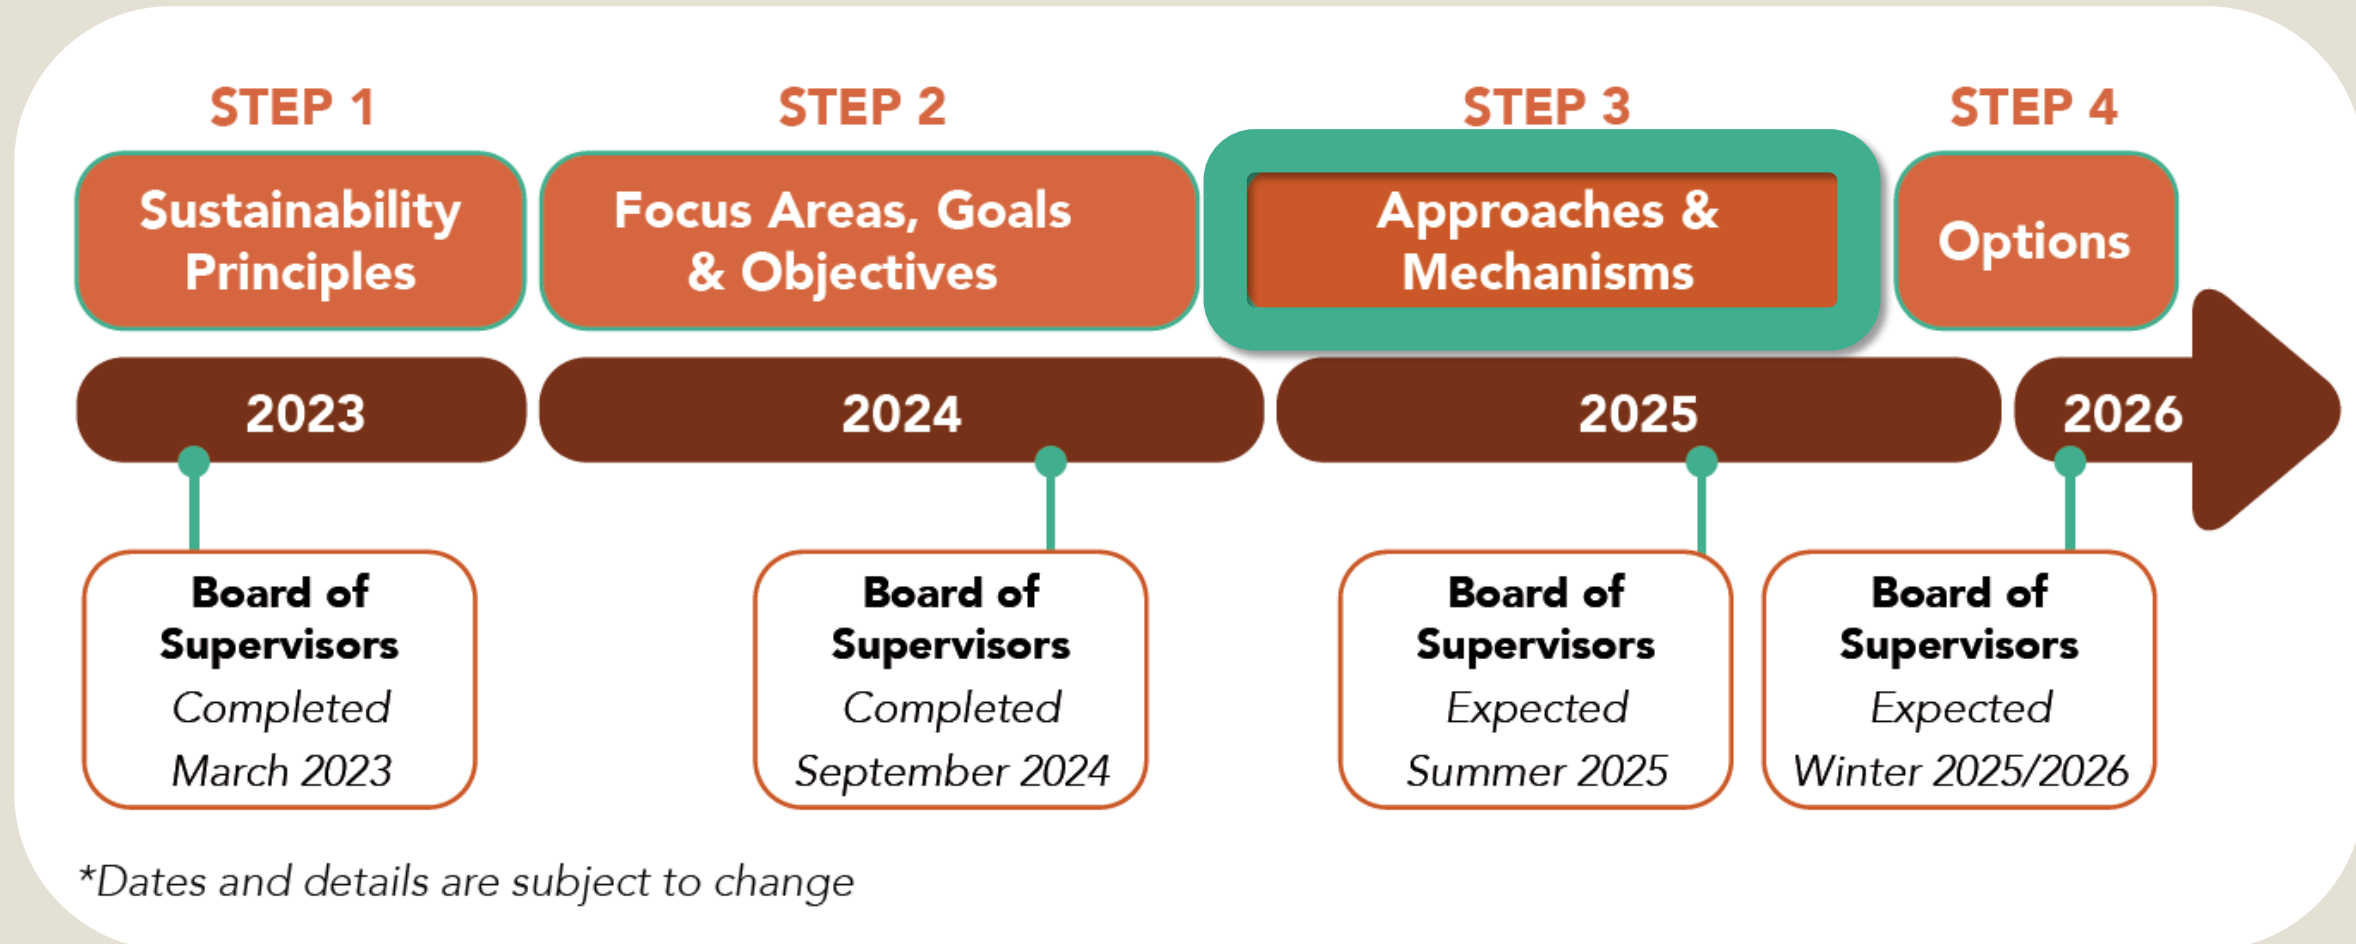 STEP 1
STEP 2
STEP 3
STEP 4
Sustainability
Principles
Focus Areas, Goals
& Objectives
Approaches &
Mechanisms
Options
2023
2024
2025
2026
Board of
Supervisors
Completed
March 2023
Board of
Supervisors
Completed
September 2024
Board of
Supervisors
Expected
Summer 2025
Board of
Supervisors
Expected
Winter 2025/2026
*Dates and details are subject to change